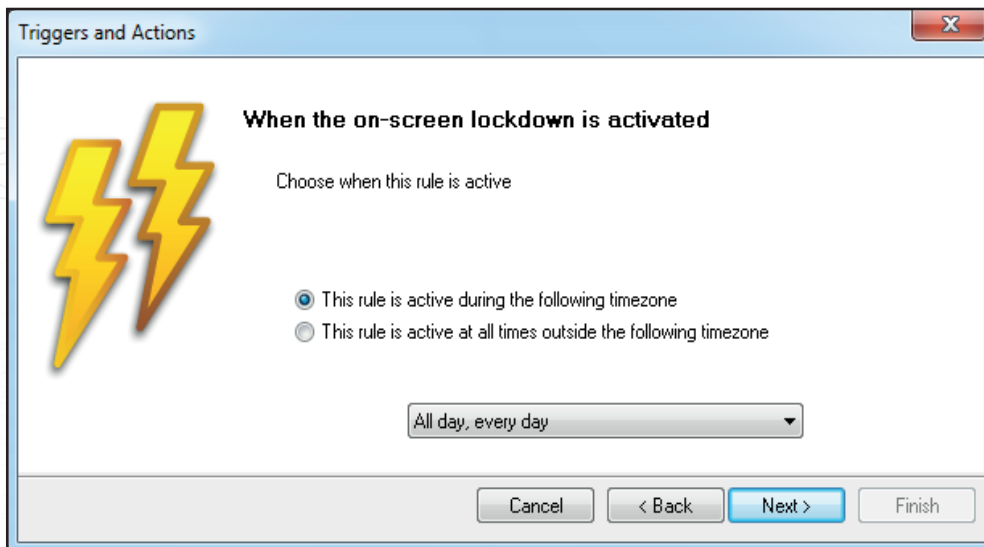 Triggers and Actions
When the on-screen lockdown is activated
Choose when this rule is active
This rule is active during the following timezone
This rule is active at all times outside the following timezone
All day, every day
Cancel
< Back
Next >
Finish